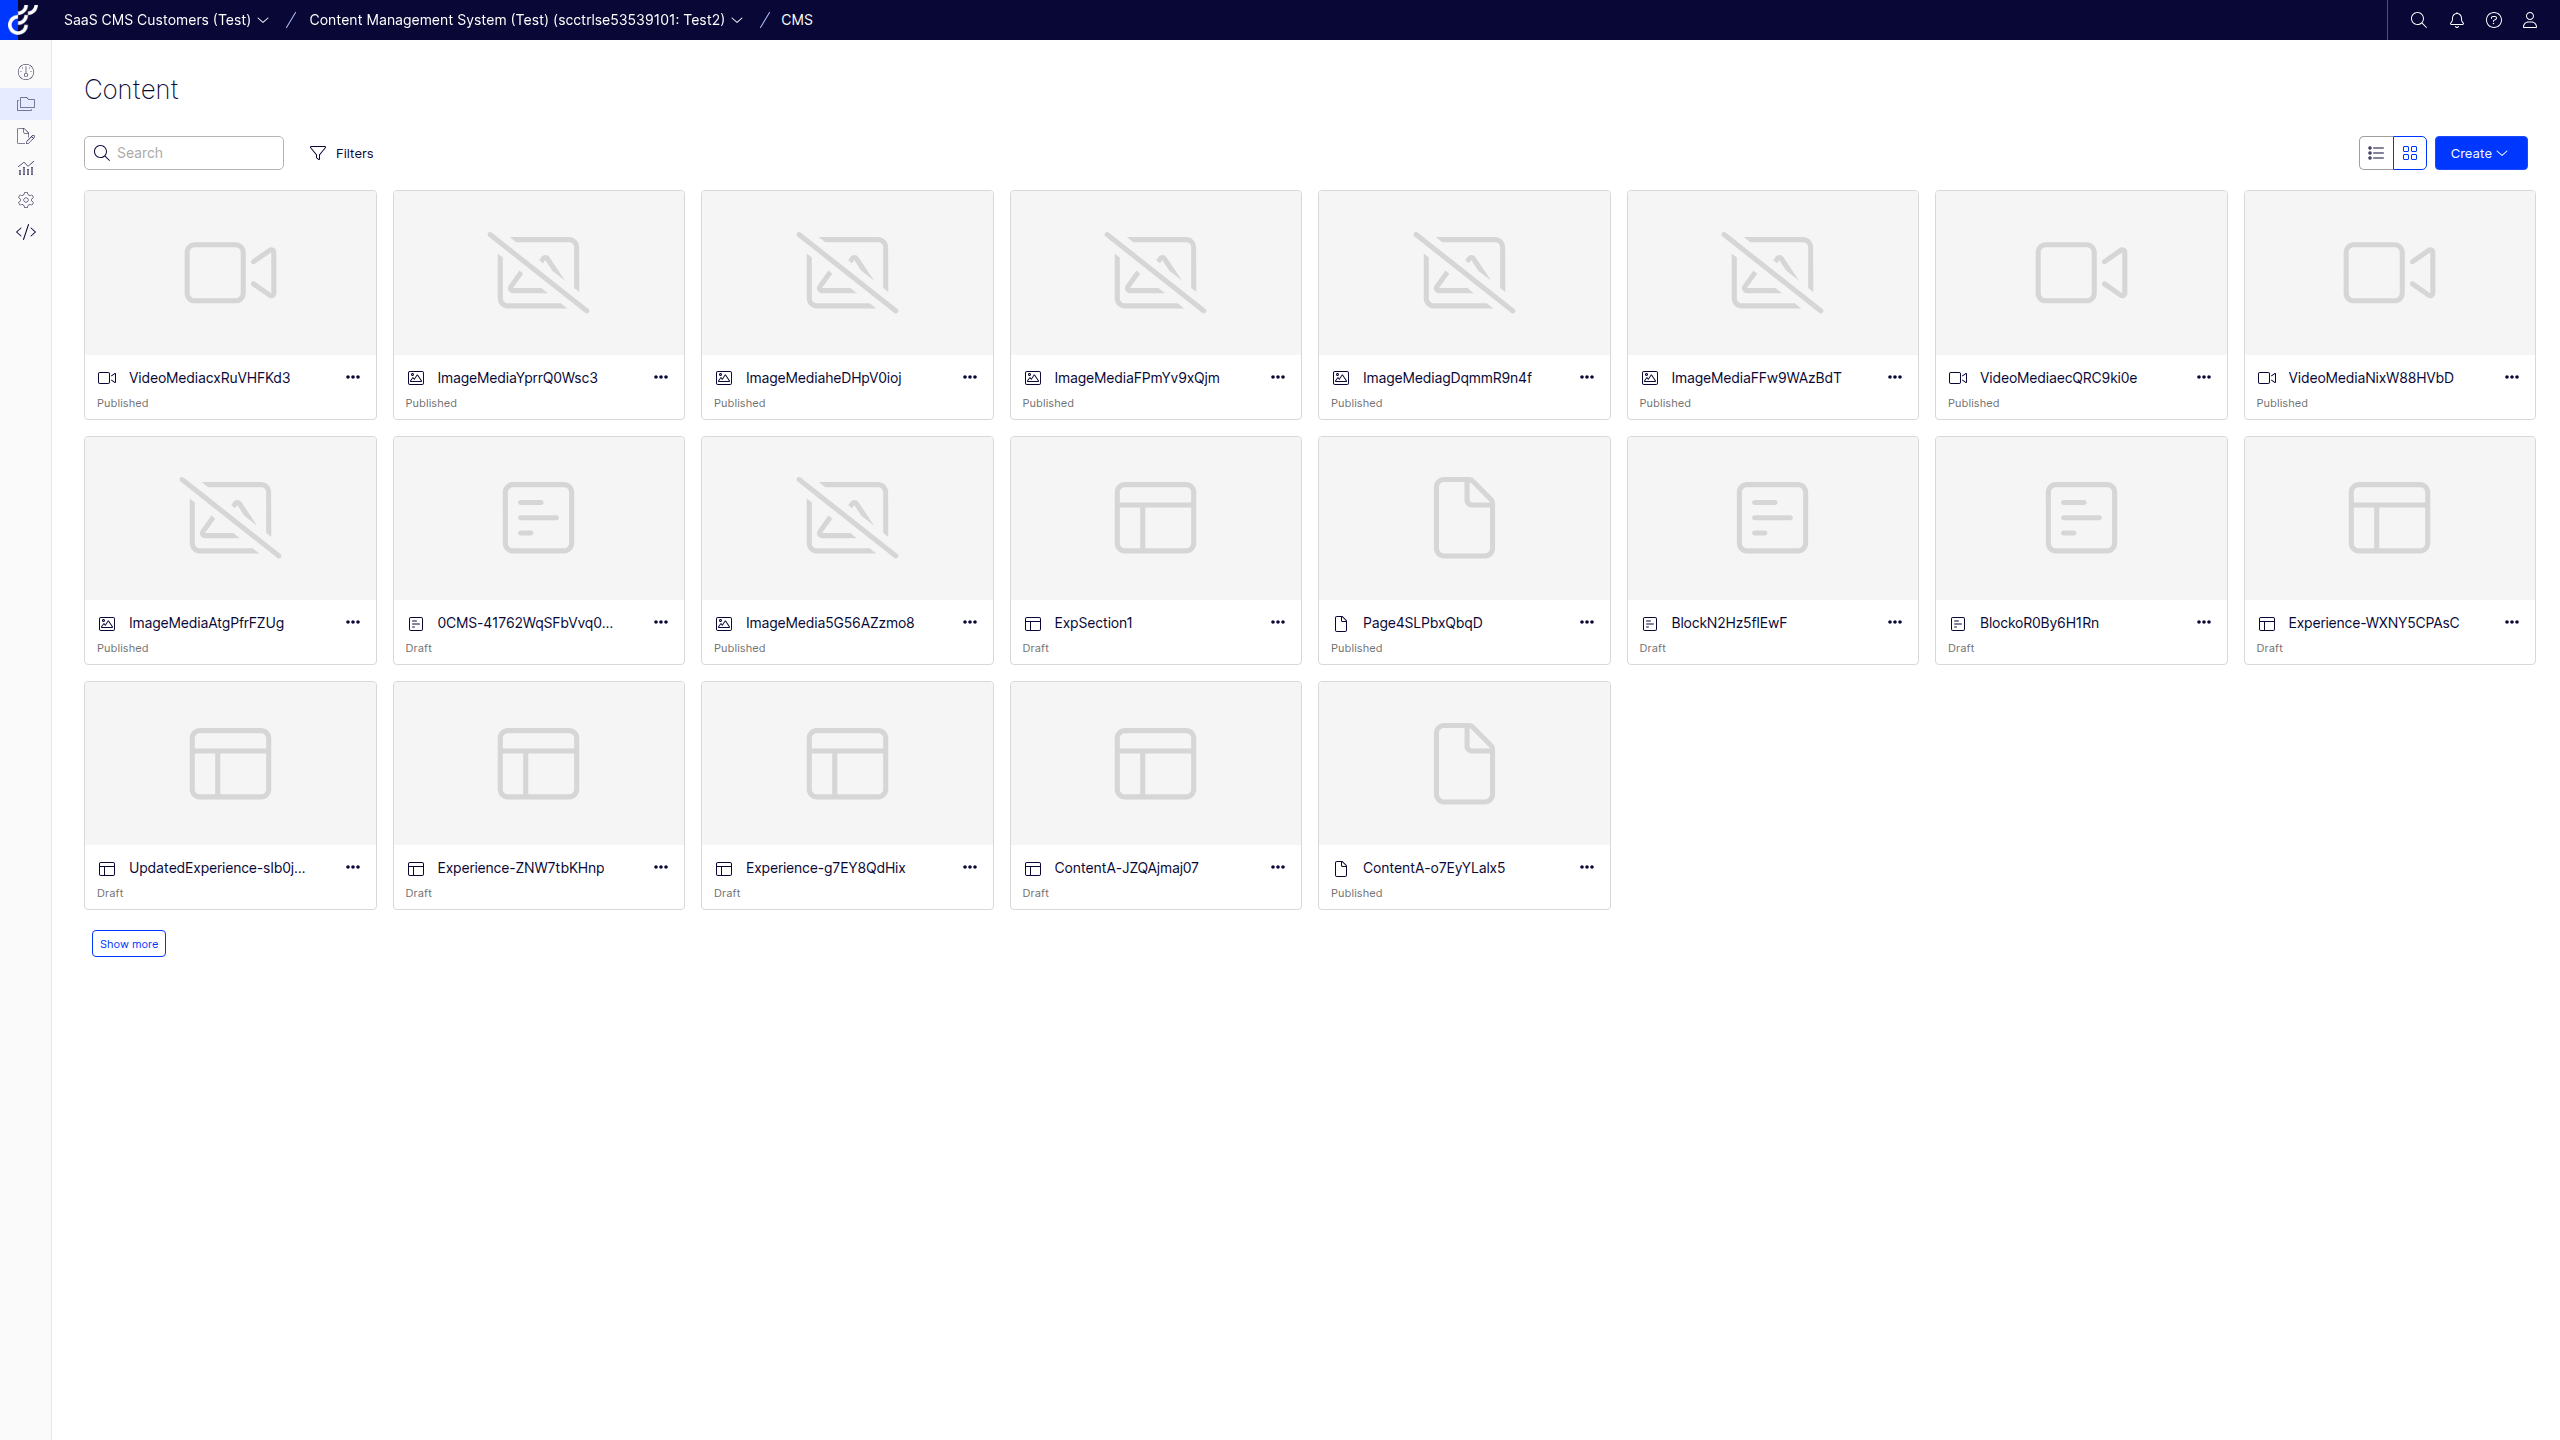 SaaS CMS Customers (Test) / Content Management System (Test) (scctrlse53539101: Test2) / CMS
Content
Search Filters Create
VideoMediacxRuVHFKd3 ImageMediaYprrQ0Wsc3 ImageMediaheDHpV0ioj ImageMediaFPmYv9xQjm ImageMediagDqmmR9n4f ImageMediaFFw9WAzBdT VideoMediaecQRC9ki0e VideoMediaNixW88HVbD
Published Published Published Published Published Published Published Published
ImageMediaAtgPfrFZUg 0CMS-41762WqSFbVvq0... ImageMedia5G56AZzmo8 ExpSection1 Page4SLPbxQbqD BlockN2Hz5flEwF BlockoR0By6H1Rn Experience-WXNY5CPAsC
Published Draft Published Draft Published Draft Draft Draft
UpdatedExperience-slb0j... Experience-ZNW7tbKHnp Experience-g7EY8QdHix ContentA-JZQAjmaj07 ContentA-o7EyYLalx5
Draft Draft Draft Draft Published
Show more